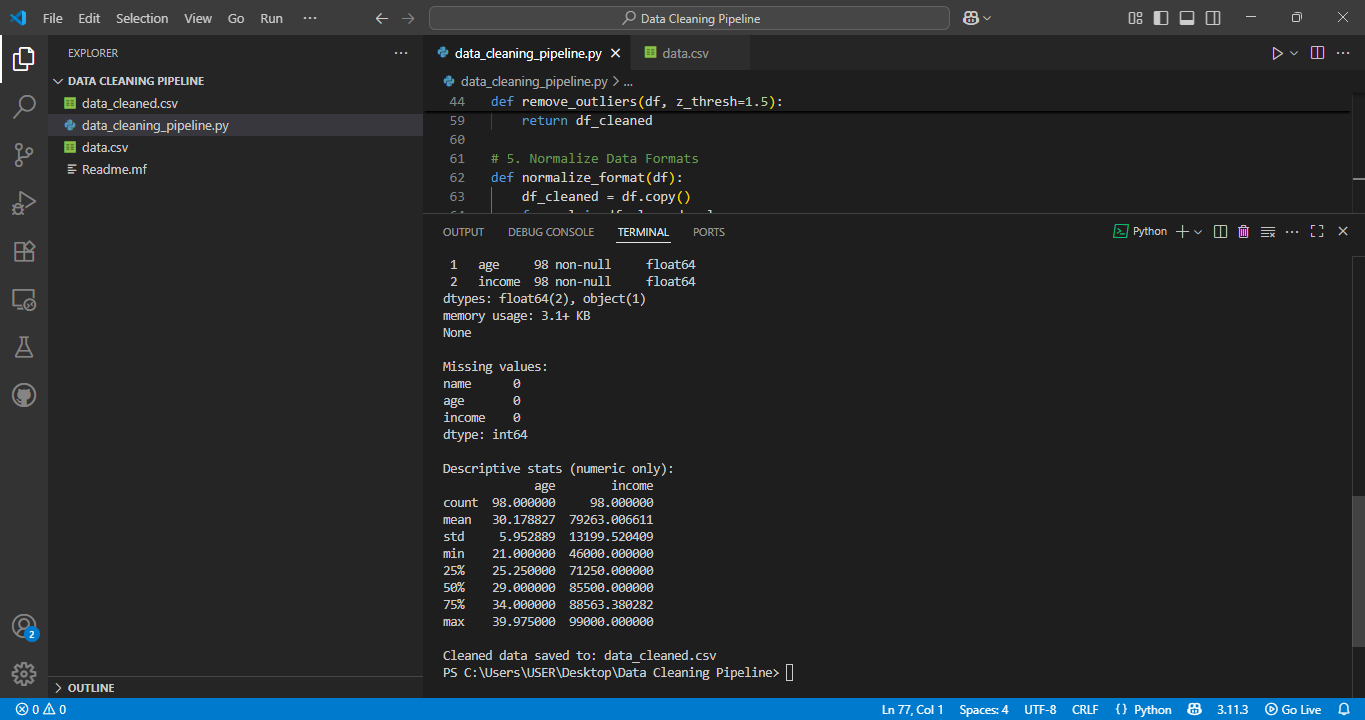 File Edit Selection View Go Run ··· Data Cleaning Pipeline
EXPLORER ···
DATA CLEANING PIPELINE
data_cleaned.csv
data_cleaning_pipeline.py
data.csv
Readme.mf
OUTLINE
2
data_cleaning_pipeline.py data.csv
data_cleaning_pipeline.py > ...
44 def remove_outliers(df, z_thresh=1.5):
59 return df_cleaned
60
61 # 5. Normalize Data Formats
62 def normalize_format(df):
63 df_cleaned = df.copy()
OUTPUT DEBUG CONSOLE TERMINAL PORTS Python
1 age 98 non-null float64
2 income 98 non-null float64
dtypes: float64(2), object(1)
memory usage: 3.1+ KB
None
Missing values:
name 0
age 0
income 0
dtype: int64
Descriptive stats (numeric only):
age income
count 98.000000 98.000000
mean 30.178827 79263.006611
std 5.952889 13199.520409
min 21.000000 46000.000000
25% 25.250000 71250.000000
50% 29.000000 85500.000000
75% 34.000000 88563.380282
max 39.975000 99000.000000
Cleaned data saved to: data_cleaned.csv
PS C:\Users\USER\Desktop\Data Cleaning Pipeline>
0 0 Ln 77, Col 1 Spaces: 4 UTF-8 CRLF {} Python 3.11.3 Go Live